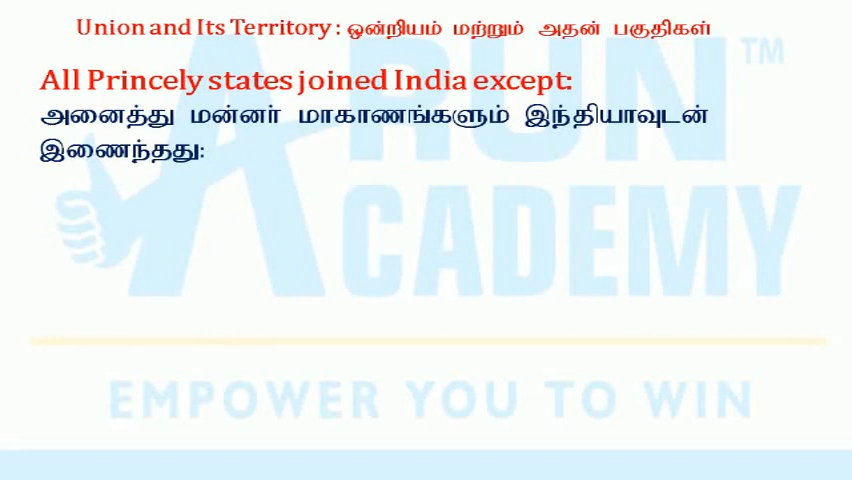 Union and Its Territory : ஒன்றியம் மற்றும் அதன் பகுதிகள்
All Princely states joined India except:
அனைத்து மன்னர் மாகாணங்களும் இந்தியாவுடன்
இணைந்தது:
ARUN
ACADEMY
TM
EMPOWER YOU TO WIN